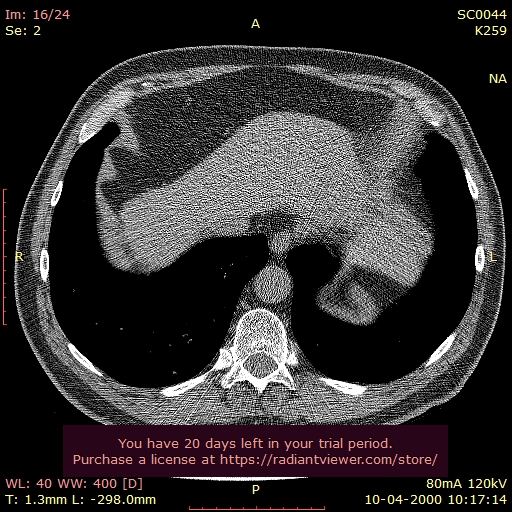 Im: 16/24
Se: 2
A
SC0044
K259
NA
R
L
You have 20 days left in your trial period.
Purchase a license at https://radiantviewer.com/store/
WL: 40 WW: 400 [D]
T: 1.3mm L: -298.0mm
P
80mA 120kV
10-04-2000 10:17:14